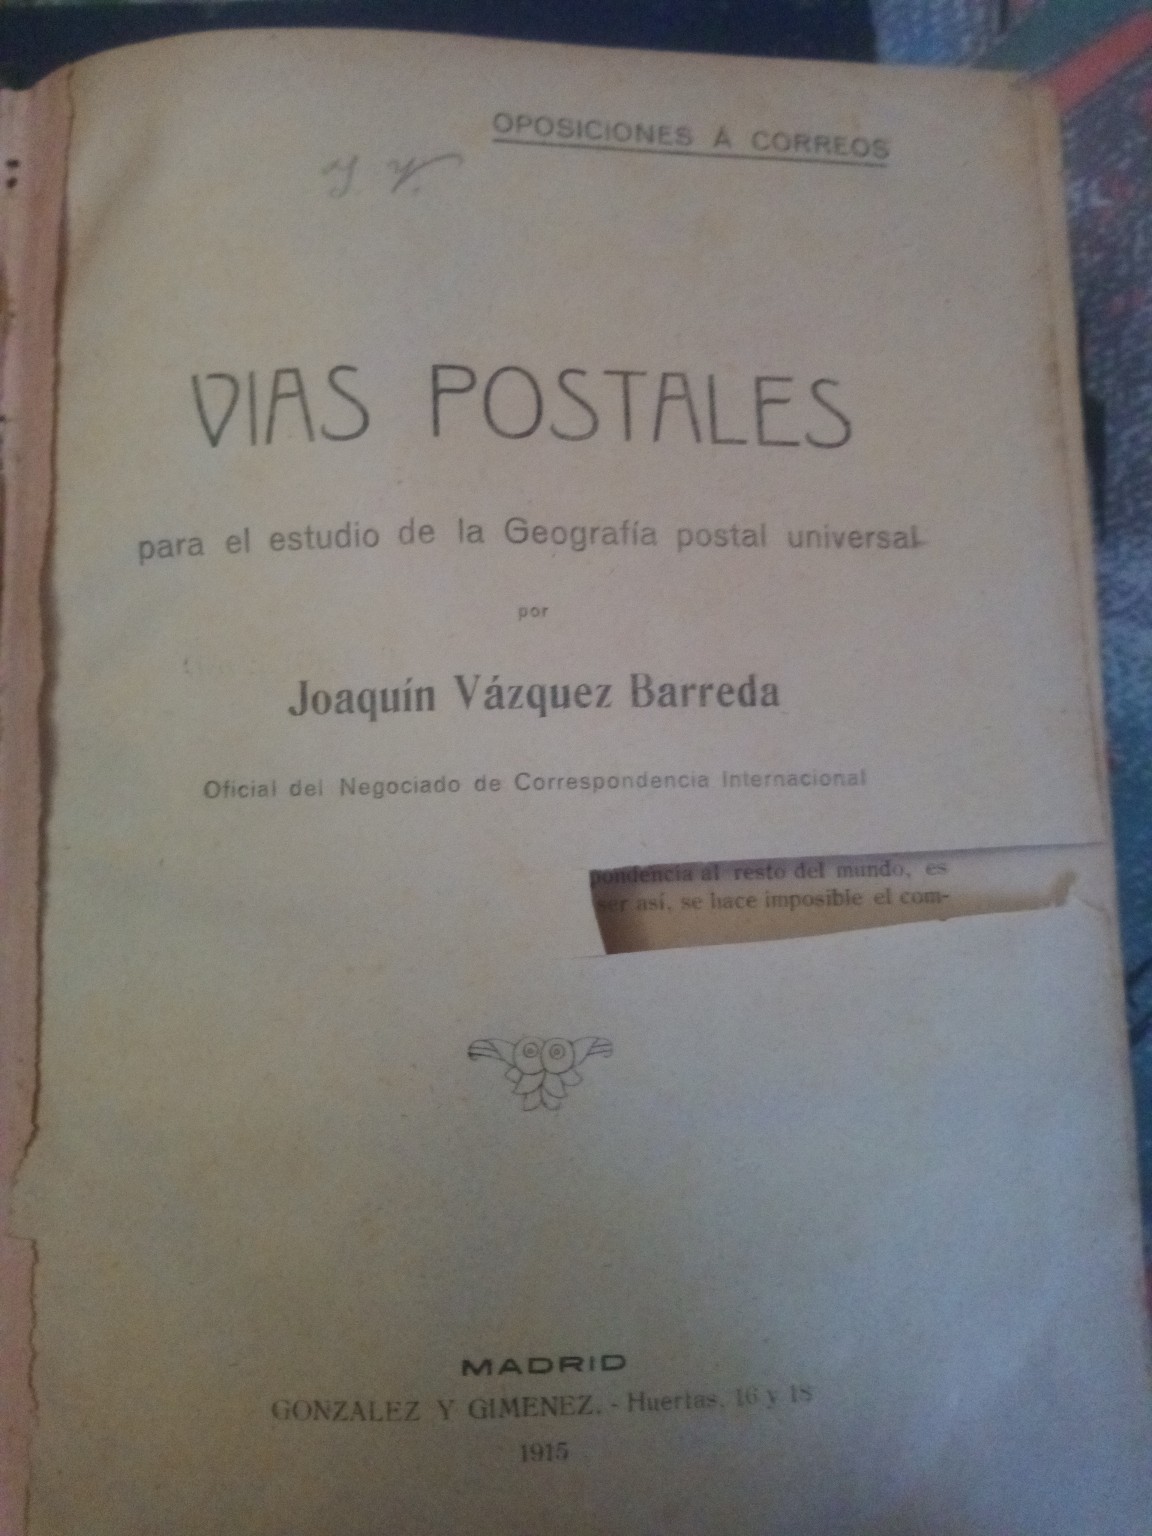 OPOSICIONES A CORREOS
VIAS POSTALES
para el estudio de la Geografía postal universal
por
Joaquín Vázquez Barreda
Oficial del Negociado de Correspondencia Internacional
pondencia al resto del mundo, es
ser así, se hace imposible el com-
MADRID
GONZALEZ Y GIMENEZ. - Huertas, 16 y 18
1915